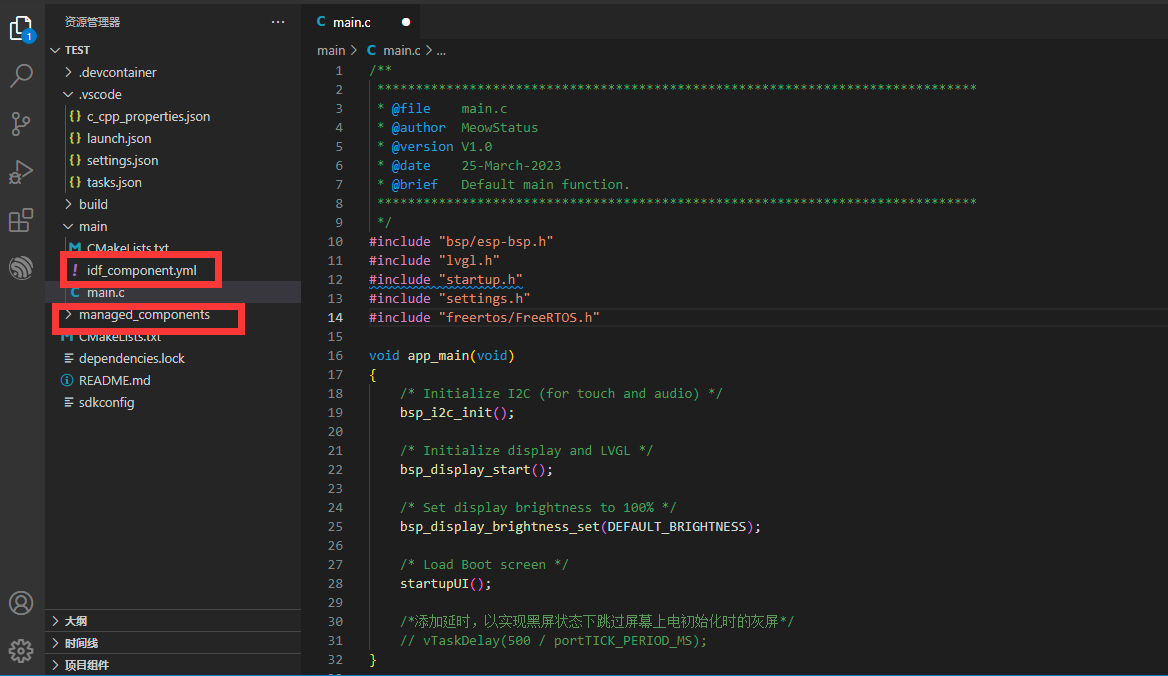 资源管理器 ···
TEST
.devcontainer
.vscode
{} c_cpp_properties.json
{} launch.json
{} settings.json
{} tasks.json
build
main
CMakeLists.txt
! idf_component.yml
C main.c
managed_components
CMakeLists.txt
dependencies.lock
README.md
sdkconfig
大纲
时间线
项目组件
1
C main.c
main > C main.c > ...
1 /**
2 ******************************************************************************
3 * @file    main.c
4 * @author  MeowStatus
5 * @version V1.0
6 * @date    25-March-2023
7 * @brief   Default main function.
8 ******************************************************************************
9 */
10 #include "bsp/esp-bsp.h"
11 #include "lvgl.h"
12 #include "startup.h"
13 #include "settings.h"
14 #include "freertos/FreeRTOS.h"
15
16 void app_main(void)
17 {
18     /* Initialize I2C (for touch and audio) */
19     bsp_i2c_init();
20
21     /* Initialize display and LVGL */
22     bsp_display_start();
23
24     /* Set display brightness to 100% */
25     bsp_display_brightness_set(DEFAULT_BRIGHTNESS);
26
27     /* Load Boot screen */
28     startupUI();
29
30     /*添加延时，以实现黑屏状态下跳过屏幕上电初始化时的灰屏*/
31     // vTaskDelay(500 / portTICK_PERIOD_MS);
32 }